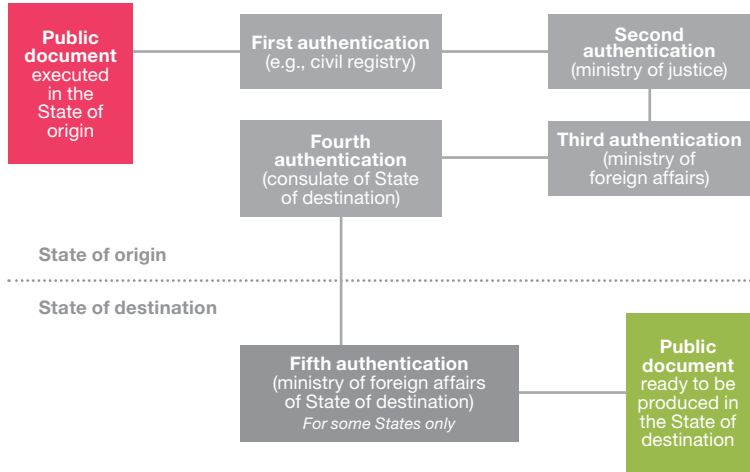 Public
document
executed
in the
State of
origin
First authentication
(e.g., civil registry)
Second
authentication
(ministry of justice)
Third authentication
(ministry of
foreign affairs)
Fourth
authentication
(consulate of State
of destination)
State of origin
State of destination
Fifth authentication
(ministry of foreign affairs
of State of destination)
For some States only
Public
document
ready to be
produced in
the State of
destination